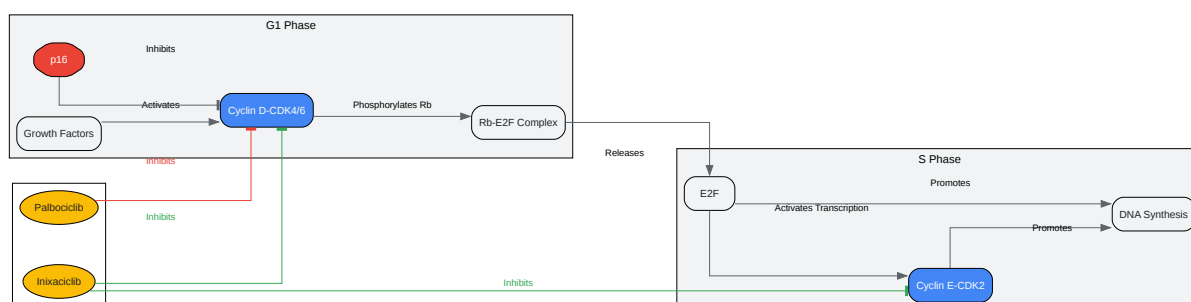 G1 Phase
Inhibits
p16
Activates
Cyclin D-CDK4/6
Phosphorylates Rb
Rb-E2F Complex
Growth Factors
Inhibits
Releases
S Phase
Promotes
E2F
Palbociclib
Activates Transcription
DNA Synthesis
Inhibits
Promotes
Inixaciclib
Inhibits
Cyclin E-CDK2